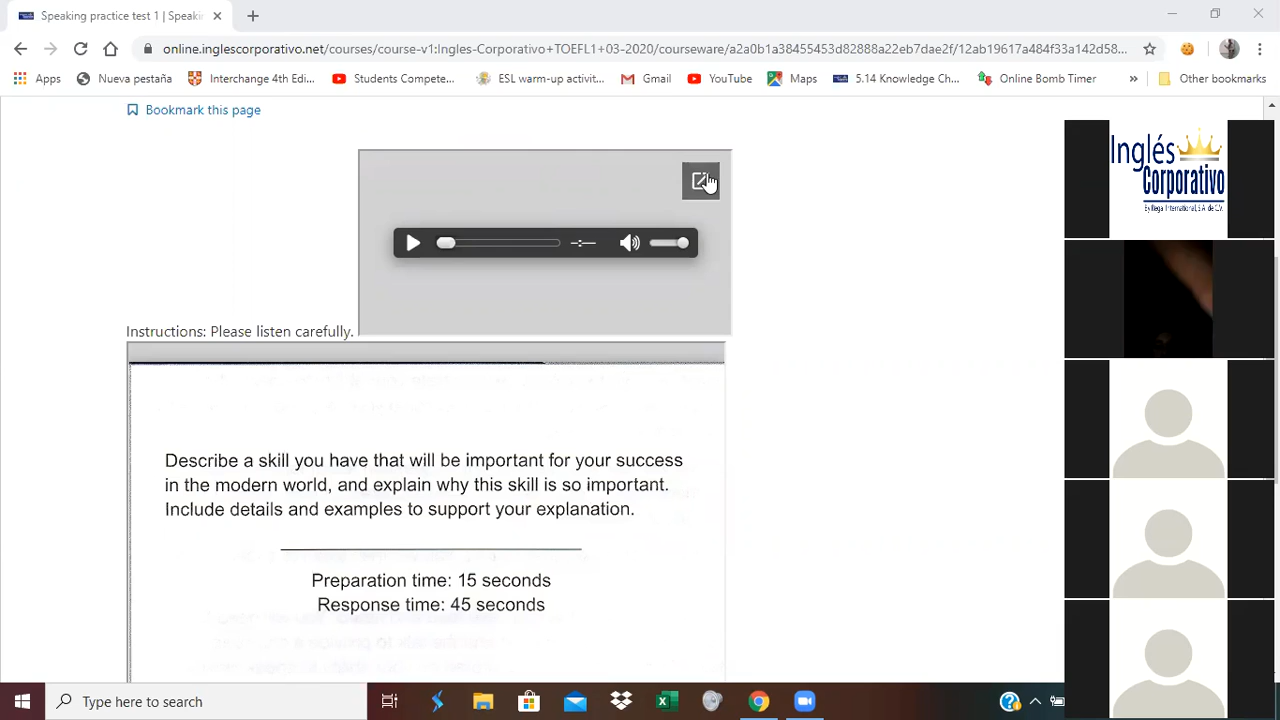 Speaking practice test 1 | Speaki
online.inglescorporativo.net/courses/course-v1:Ingles-Corporativo+TOEFL1+03-2020/courseware/a2a0b1a38455453d82888a22eb7dae2f/12ab19617a484f33a142d58...
Apps Nueva pestaña Interchange 4th Edi... Students Compete... ESL warm-up activit... Gmail YouTube Maps 5.14 Knowledge Ch... Online Bomb Timer » Other bookmarks
Bookmark this page
Inglés
Corporativo
By Rega International, S.A. de C.V.
-:--
Instructions: Please listen carefully.
Describe a skill you have that will be important for your success
in the modern world, and explain why this skill is so important.
Include details and examples to support your explanation.
Preparation time: 15 seconds
Response time: 45 seconds
Type here to search